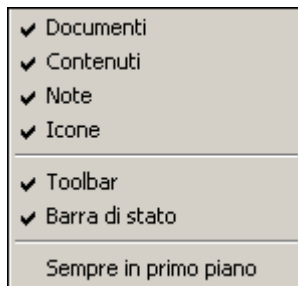 Documenti
Contenuti
Note
Icone
Toolbar
Barra di stato
Sempre in primo piano